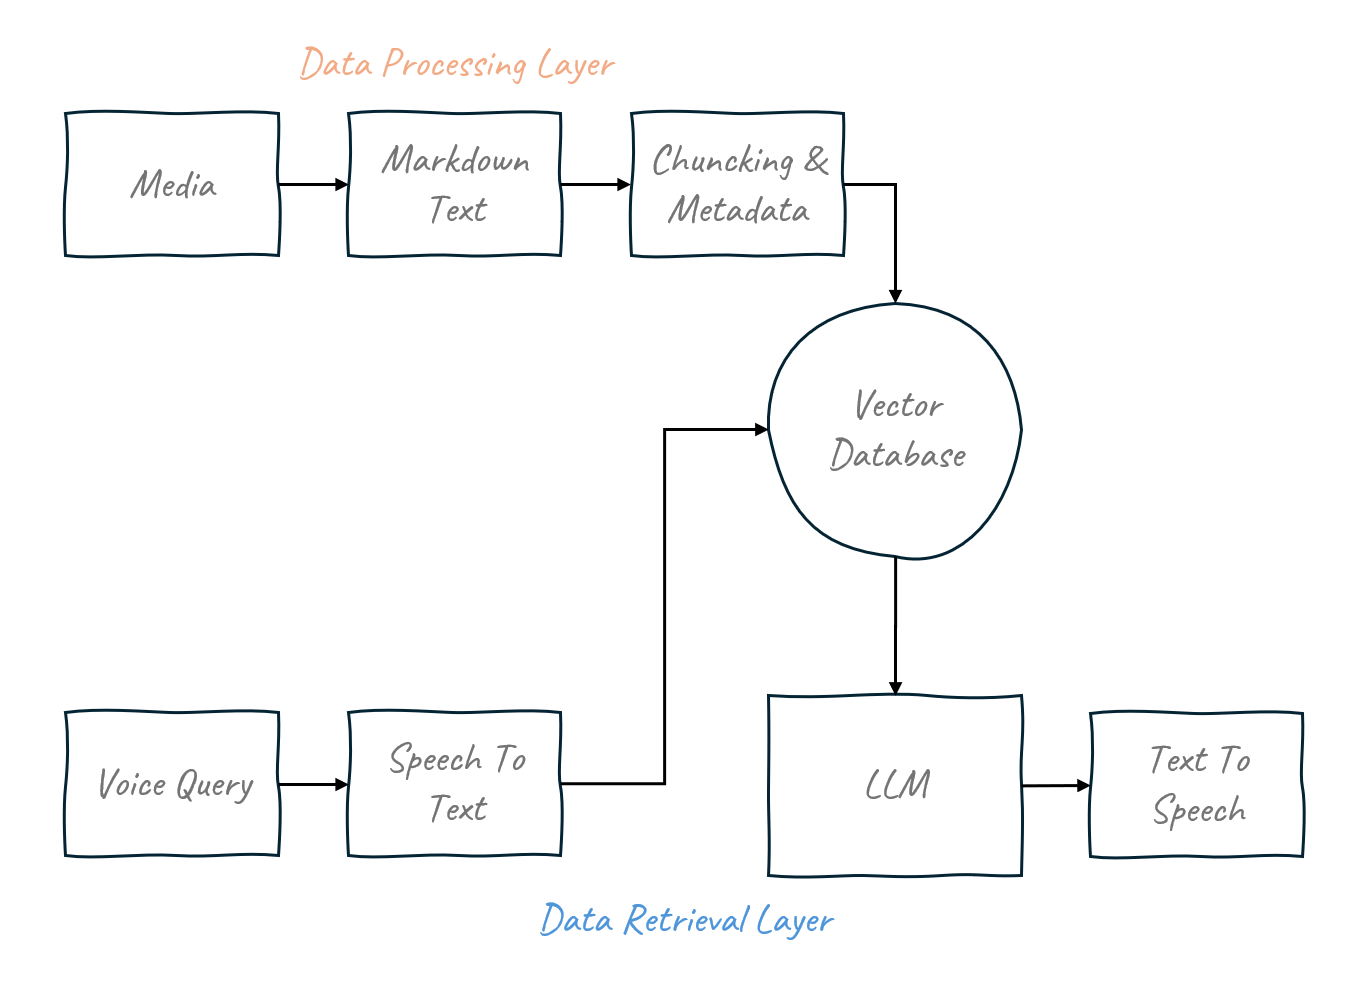 Data Processing Layer
Media
Markdown
Text
Chuncking &
Metadata
Vector
Database
Voice Query
Speech To
Text
LLM
Text To
Speech
Data Retrieval Layer